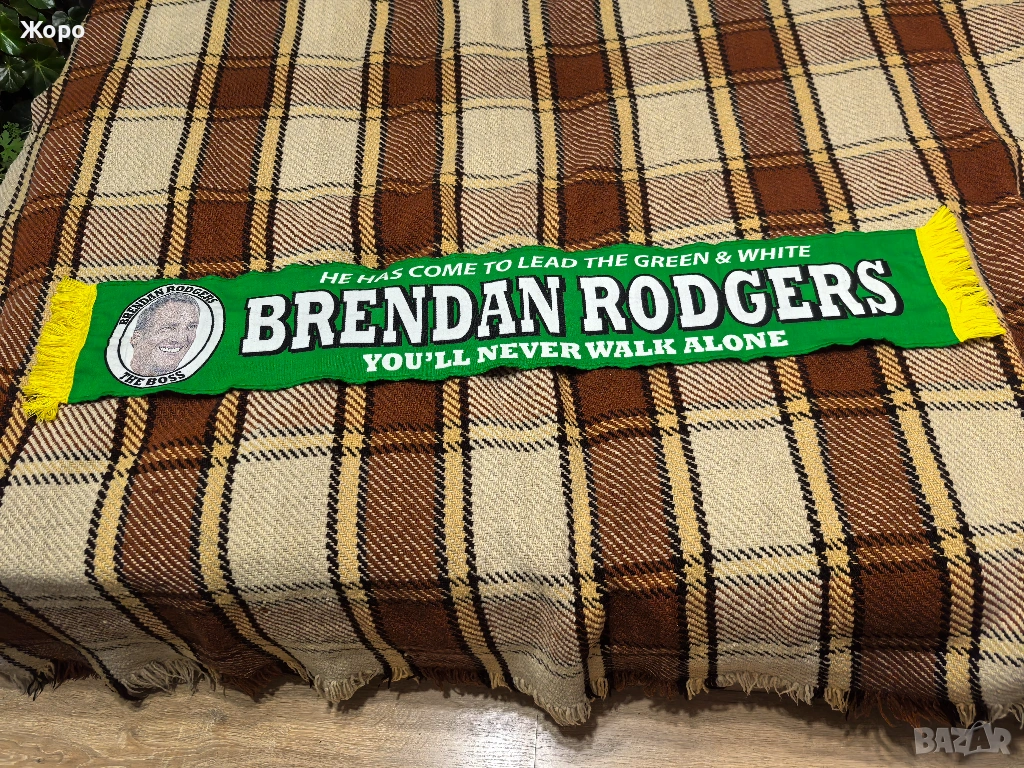 Жоро
HE HAS COME TO LEAD THE GREEN & WHITE
BRENDAN RODGERS
YOU'LL NEVER WALK ALONE
BRENDAN RODGERS
THE BOSS
BAZAR